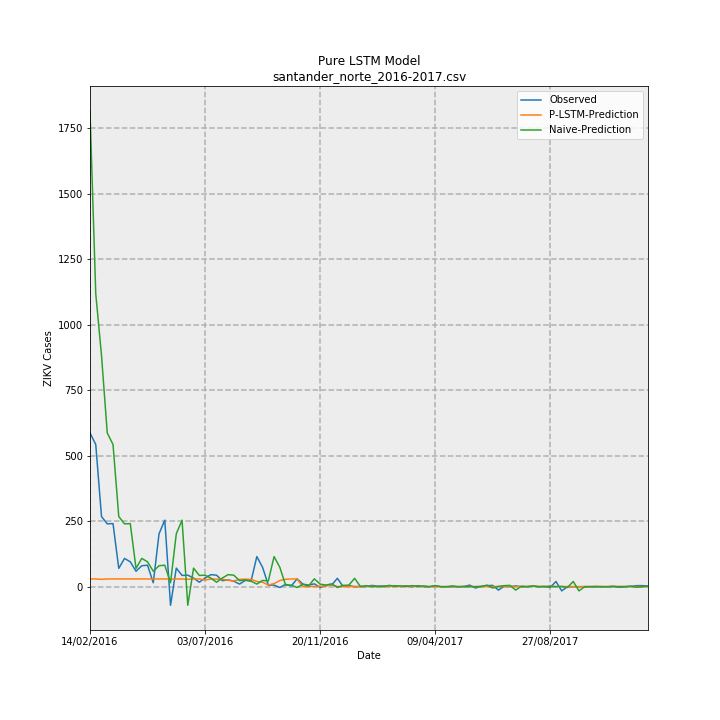 Pure LSTM Model
santander_norte_2016-2017.csv
Observed
P-LSTM-Prediction
Naive-Prediction
1750
1500
1250
1000
750
500
250
0
ZIKV Cases
14/02/2016
03/07/2016
20/11/2016
09/04/2017
27/08/2017
Date